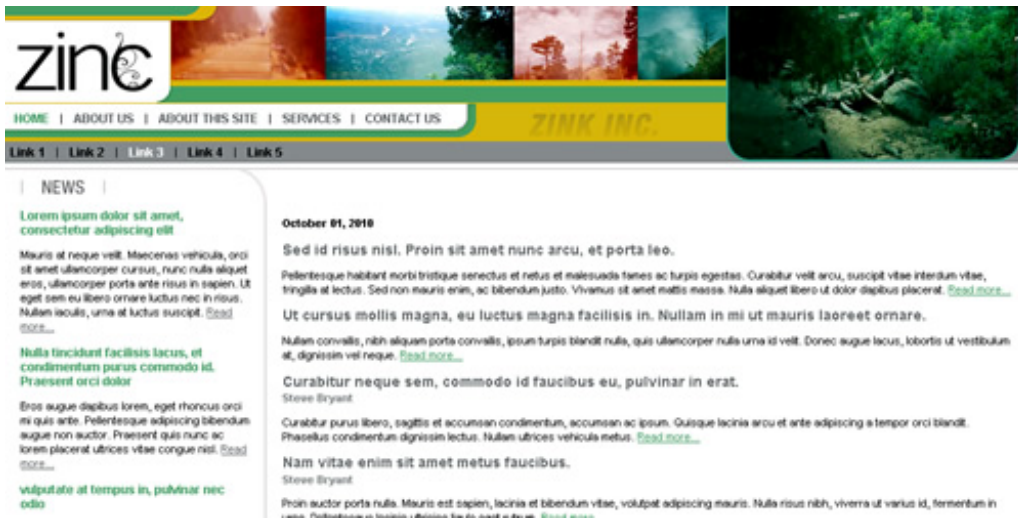 zinc
HOME | ABOUT US | ABOUT THIS SITE | SERVICES | CONTACT US
ZINK INC.
Link 1 | Link 2 | Link 3 | Link 4 | Link 5
| NEWS |
Lorem ipsum dolor sit amet,
consectetur adipiscing elit
Mauris at neque velit. Maecenas vehicula, orci
sit amet ullamcorper cursus, nunc nulla aliquet
eros, ullamcorper porta ante risus in sapien. Ut
eget sem eu libero ornare luctus nec in risus.
Nullam iaculis, urna at luctus suscipit. Read
more...
Nulla tincidunt facilisis lacus, et
condimentum purus commodo id.
Praesent orci dolor
Eros augue dapibus lorem, eget rhoncus orci
mi quis ante. Pellentesque adipiscing bibendum
augue non auctor. Praesent quis nunc ac
lorem placerat ultrices vitae congue nisl. Read
more...
vulputate at tempus in, pulvinar nec
odio
October 01, 2010
Sed id risus nisl. Proin sit amet nunc arcu, et porta leo.
Pellentesque habitant morbi tristique senectus et netus et malesuada fames ac turpis egestas. Curabitur velit arcu, suscipit vitae interdum vitae,
fringilla at lectus. Sed non mauris enim, ac bibendum justo. Vivamus sit amet mattis massa. Nulla aliquet libero ut dolor dapibus placerat. Read more...
Ut cursus mollis magna, eu luctus magna facilisis in. Nullam in mi ut mauris laoreet ornare.
Nullam convallis, nibh aliquam porta convallis, ipsum turpis blandit nulla, quis ullamcorper nulla urna id velit. Donec augue lacus, lobortis ut vestibulum
at, dignissim vel neque. Read more...
Curabitur neque sem, commodo id faucibus eu, pulvinar in erat.
Steve Bryant
Curabitur purus libero, sagittis et accumsan condimentum, accumsan ac ipsum. Quisque lacinia arcu et ante adipiscing a tempor orci blandit.
Phasellus condimentum dignissim lectus. Nullam ultrices vehicula metus. Read more...
Nam vitae enim sit amet metus faucibus.
Steve Bryant
Proin auctor porta nulla. Mauris est sapien, lacinia et bibendum vitae, volutpat adipiscing mauris. Nulla risus nibh, viverra ut varius id, fermentum in